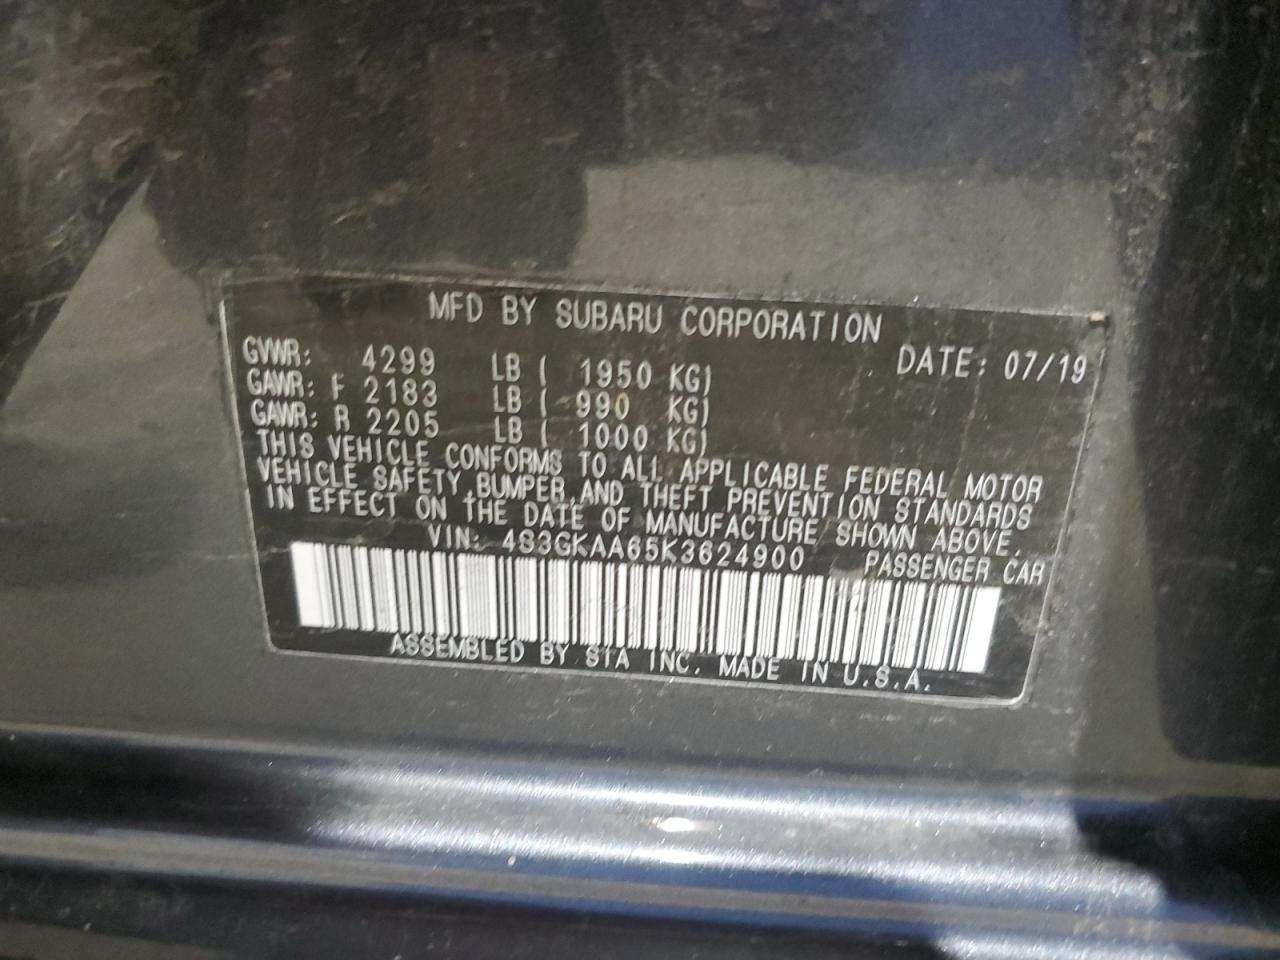 MFD BY SUBARU CORPORATION
GVWR: 4299 LB ( 1950 KG) DATE: 07/19
GAWR: F 2183 LB ( 990 KG)
GAWR: R 2205 LB ( 1000 KG)
THIS VEHICLE CONFORMS TO ALL APPLICABLE FEDERAL MOTOR
VEHICLE SAFETY, BUMPER, AND THEFT PREVENTION STANDARDS
IN EFFECT ON THE DATE OF MANUFACTURE SHOWN ABOVE.
VIN: 4S3GKAA65K3624900 PASSENGER CAR
ASSEMBLED BY SIA INC. MADE IN U.S.A.